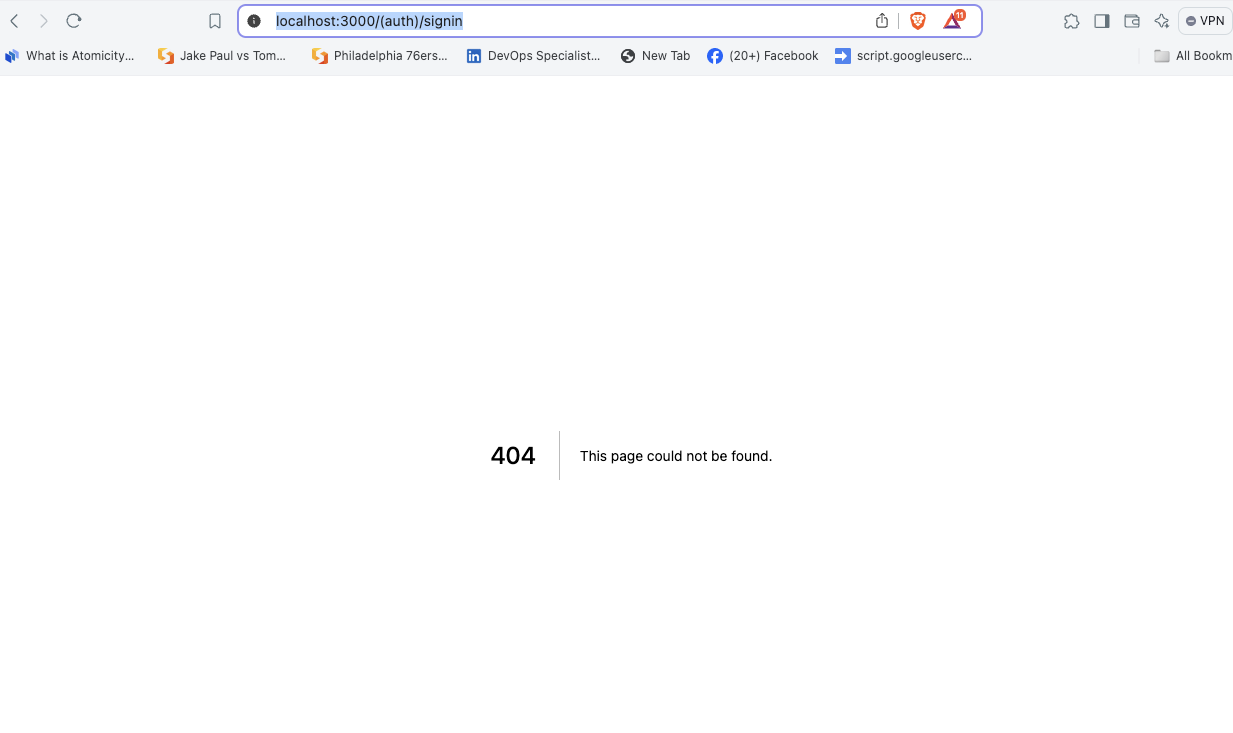 localhost:3000/(auth)/signin
11
VPN
What is Atomicity...
Jake Paul vs Tom...
Philadelphia 76ers...
DevOps Specialist...
New Tab
(20+) Facebook
script.googleuserc...
All Bookm
404
This page could not be found.